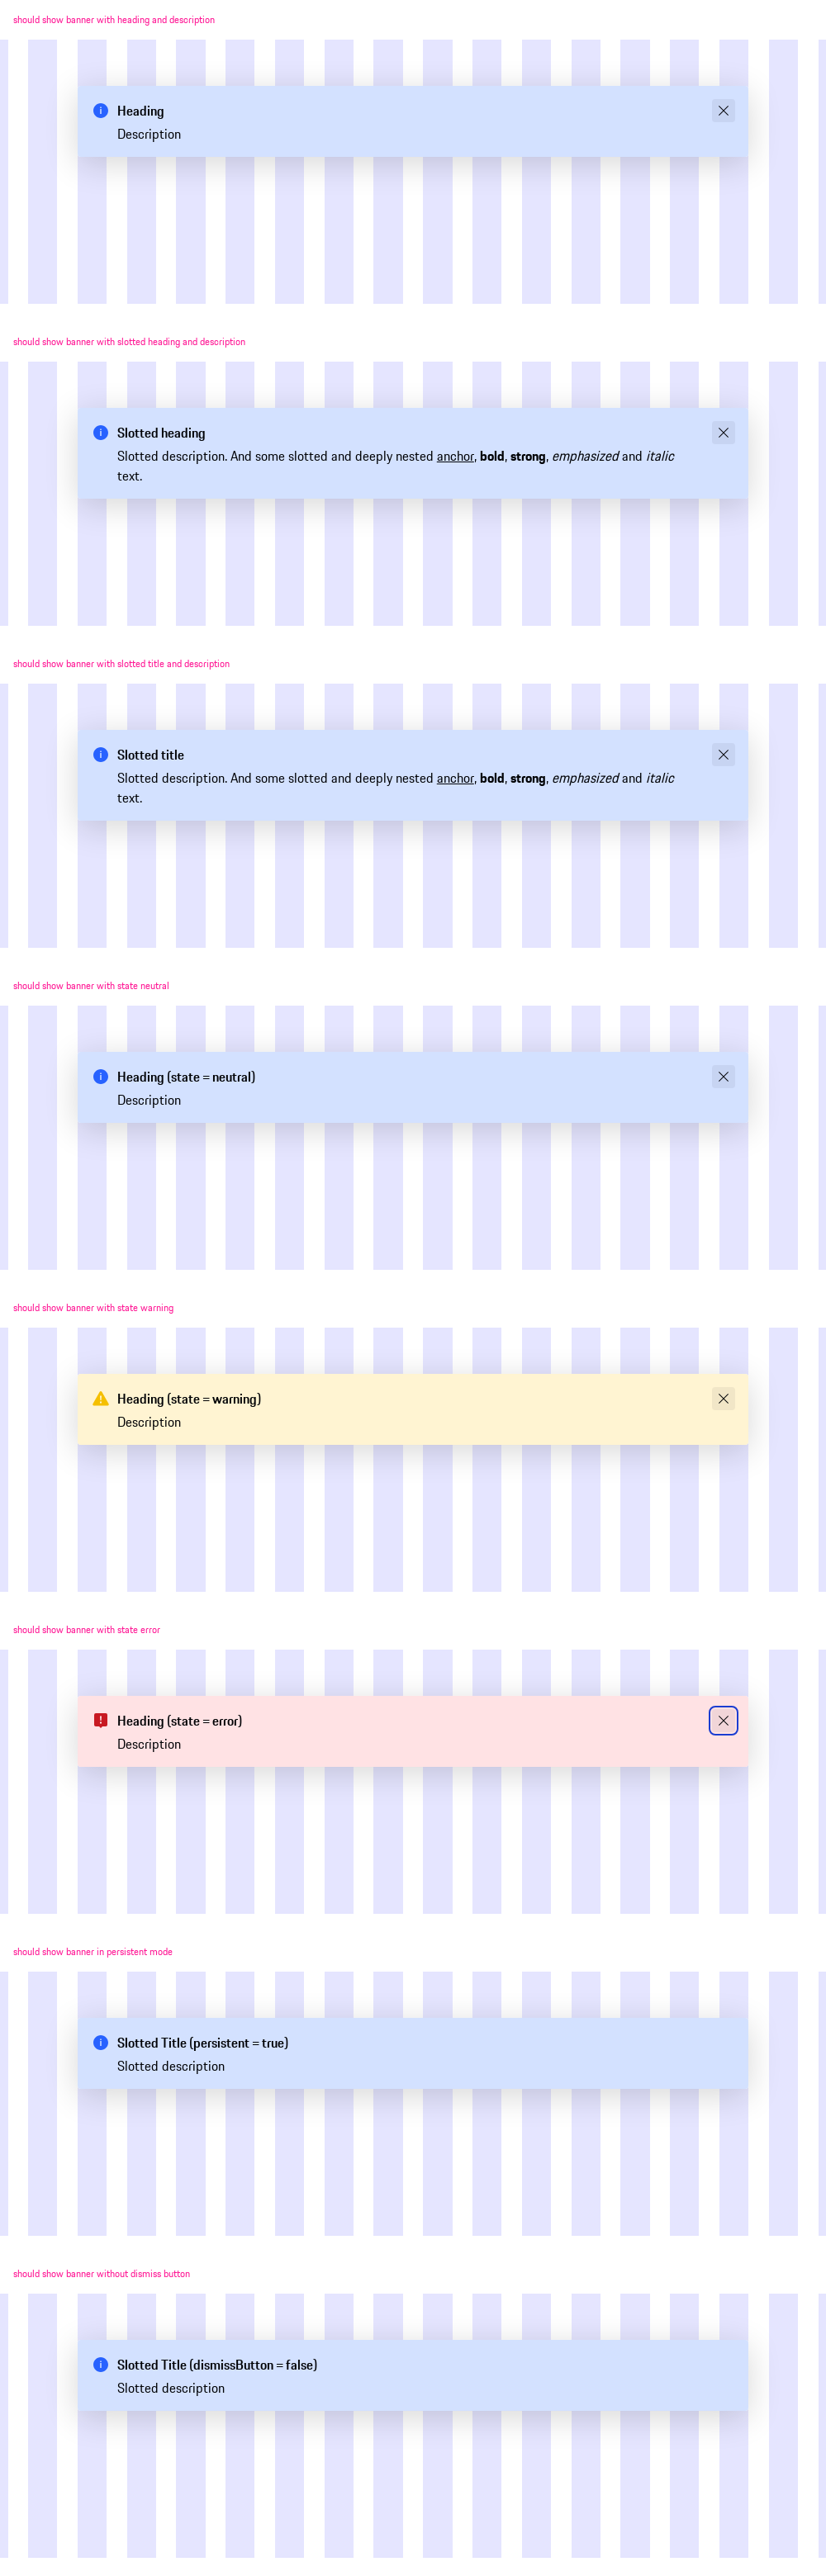 should show banner with heading and description
Heading
Description
should show banner with slotted heading and description
Slotted heading
Slotted description. And some slotted and deeply nested anchor, bold, strong, emphasized and italic
text.
should show banner with slotted title and description
Slotted title
Slotted description. And some slotted and deeply nested anchor, bold, strong, emphasized and italic
text.
should show banner with state neutral
Heading (state = neutral)
Description
should show banner with state warning
Heading (state = warning)
Description
should show banner with state error
Heading (state = error)
Description
should show banner in persistent mode
Slotted Title (persistent = true)
Slotted description
should show banner without dismiss button
Slotted Title (dismissButton = false)
Slotted description